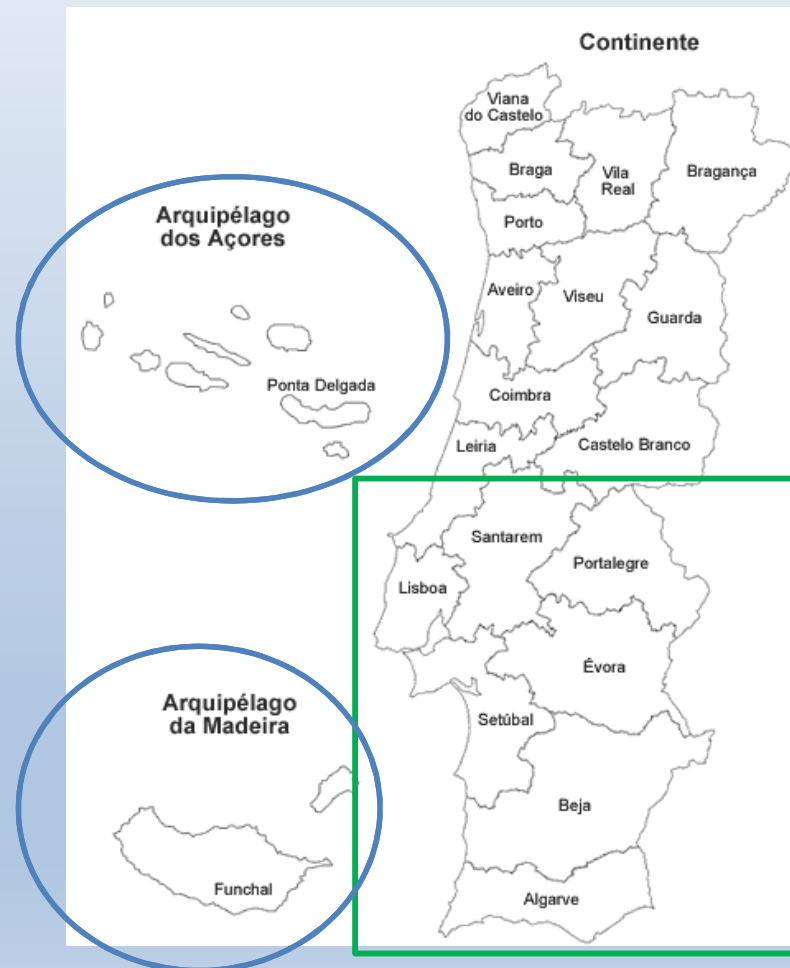 Continente
Viana
do Castelo
Braga
Vila
Real
Bragança
Porto
Arquipélago
dos Açores
Aveiro
Viseu
Guarda
Ponta Delgada
Coimbra
Leiria
Castelo Branco
Santarem
Portalegre
Lisboa
Évora
Arquipélago
da Madeira
Setúbal
Beja
Funchal
Algarve